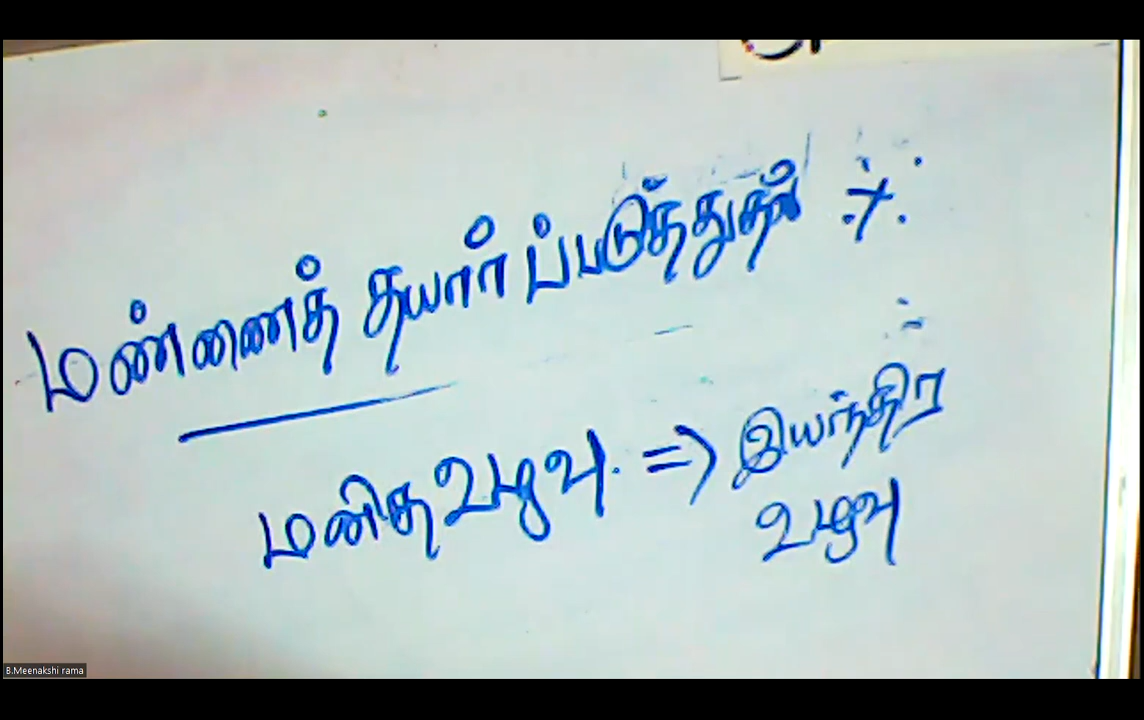 மண்ணைத் தயார்ப்படுத்துதல் :-
மனித உழவு. => இயந்திர
உழவு
B.Meenakshi rama